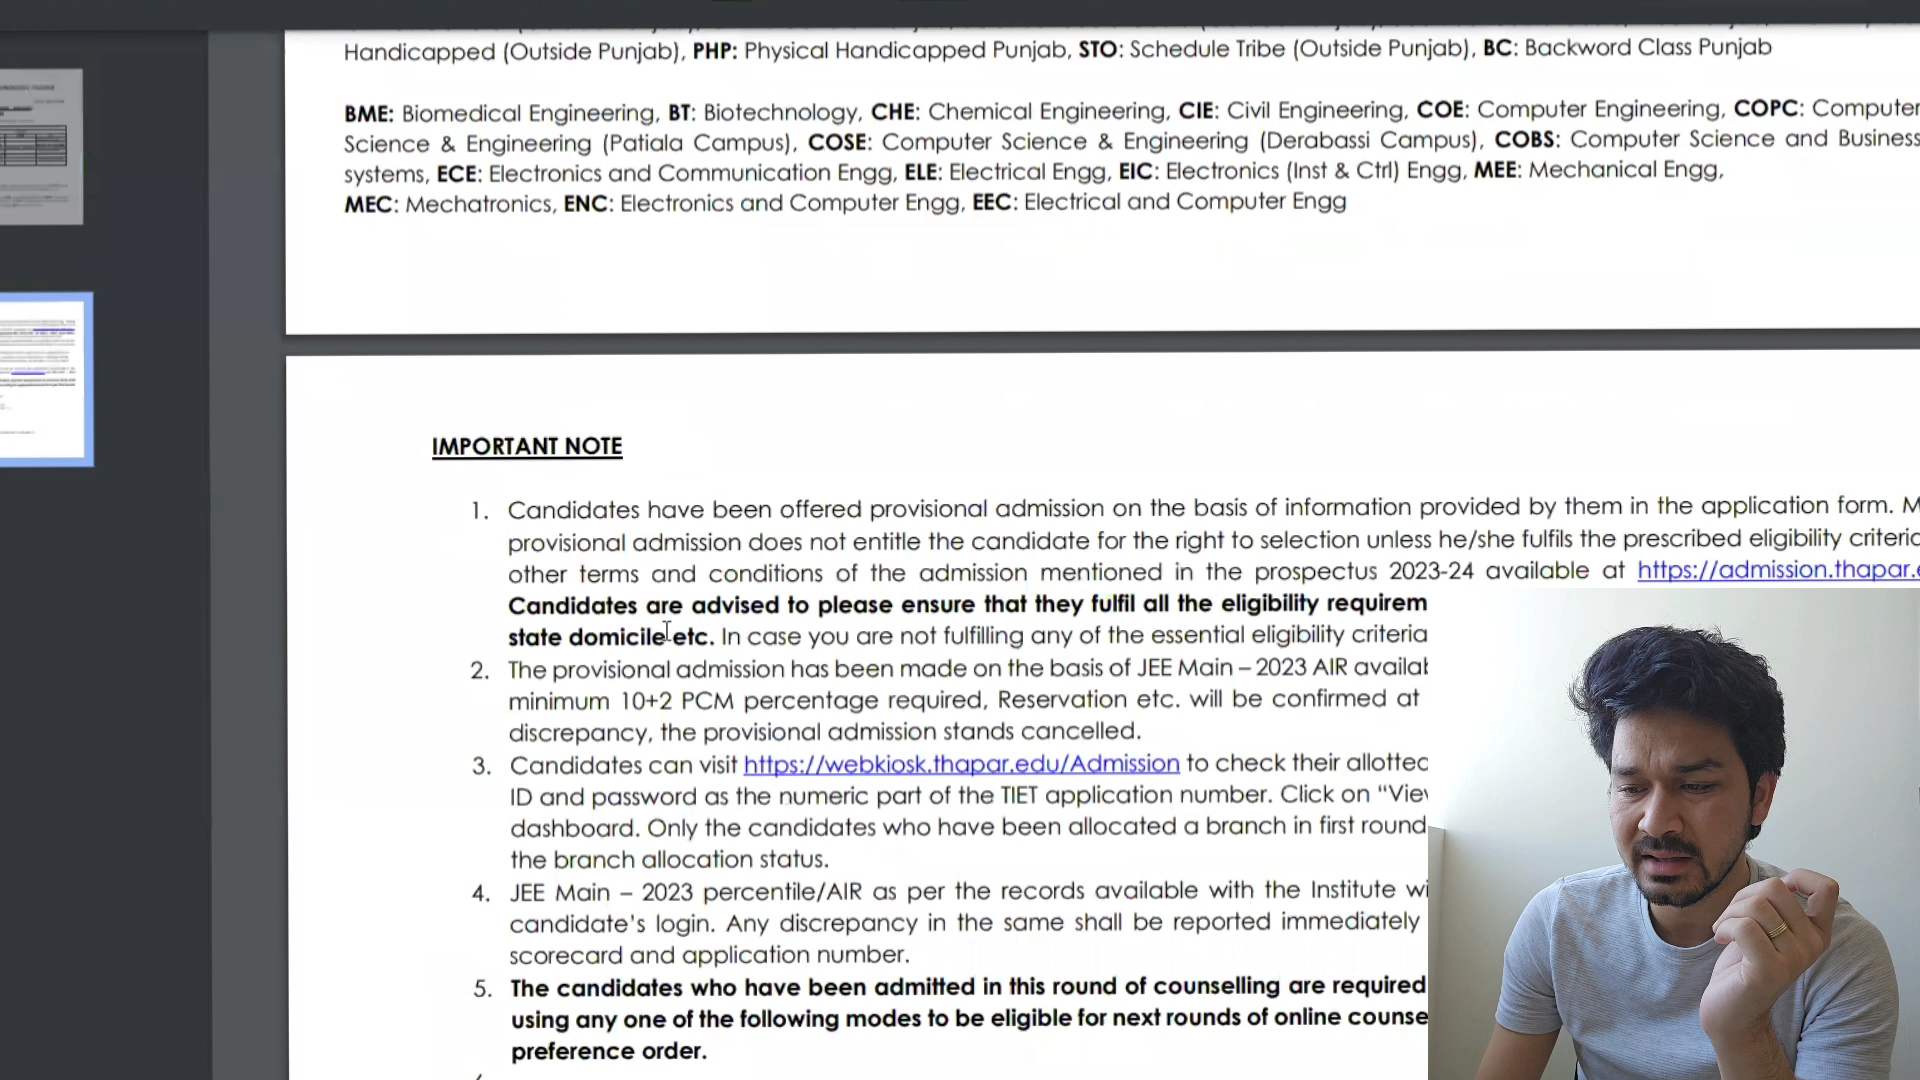 Handicapped (Outside Punjab), PHP: Physical Handicapped Punjab, STO: Schedule Tribe (Outside Punjab), BC: Backword Class Punjab
BME: Biomedical Engineering, BT: Biotechnology, CHE: Chemical Engineering, CIE: Civil Engineering, COE: Computer Engineering, COPC: Computer
Science & Engineering (Patiala Campus), COSE: Computer Science & Engineering (Derabassi Campus), COBS: Computer Science and Business
systems, ECE: Electronics and Communication Engg, ELE: Electrical Engg, EIC: Electronics (Inst & Ctrl) Engg, MEE: Mechanical Engg,
MEC: Mechatronics, ENC: Electronics and Computer Engg, EEC: Electrical and Computer Engg
IMPORTANT NOTE
1. Candidates have been offered provisional admission on the basis of information provided by them in the application form. M
provisional admission does not entitle the candidate for the right to selection unless he/she fulfils the prescribed eligibility criteria
other terms and conditions of the admission mentioned in the prospectus 2023-24 available at https://admission.thapar.e
Candidates are advised to please ensure that they fulfil all the eligibility requirem
state domicile etc. In case you are not fulfilling any of the essential eligibility criteria
2. The provisional admission has been made on the basis of JEE Main – 2023 AIR availab
minimum 10+2 PCM percentage required, Reservation etc. will be confirmed at
discrepancy, the provisional admission stands cancelled.
3. Candidates can visit https://webkiosk.thapar.edu/Admission to check their allotted
ID and password as the numeric part of the TIET application number. Click on “View
dashboard. Only the candidates who have been allocated a branch in first round
the branch allocation status.
4. JEE Main – 2023 percentile/AIR as per the records available with the Institute wi
candidate's login. Any discrepancy in the same shall be reported immediately
scorecard and application number.
5. The candidates who have been admitted in this round of counselling are required
using any one of the following modes to be eligible for next rounds of online counse
preference order.